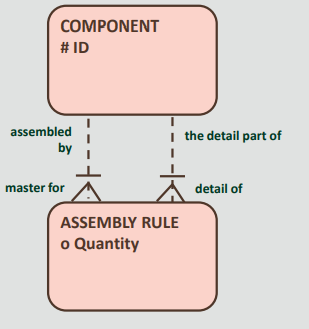 COMPONENT
# ID
assembled
by
the detail part of
master for
detail of
ASSEMBLY RULE
o Quantity